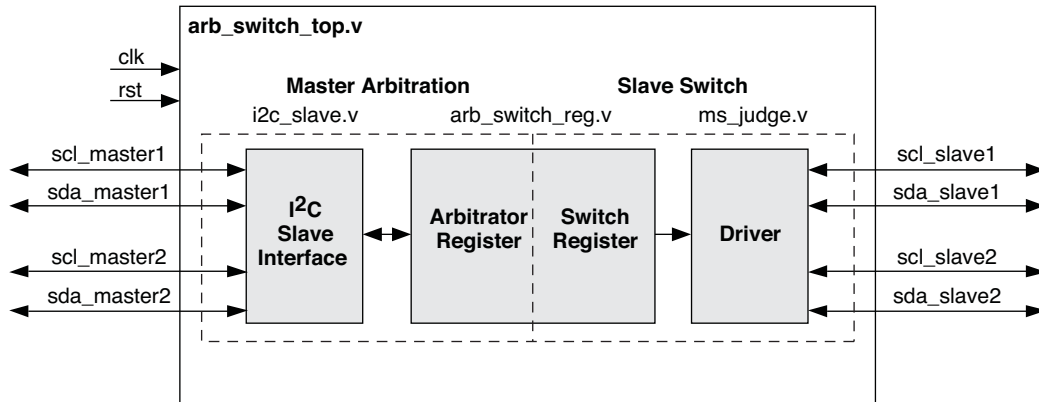 arb_switch_top.v
clk
rst
Master Arbitration
Slave Switch
i2c_slave.v
arb_switch_reg.v
ms_judge.v
scl_master1
sda_master1
scl_master2
sda_master2
I²C
Slave
Interface
Arbitrator
Register
Switch
Register
Driver
scl_slave1
sda_slave1
scl_slave2
sda_slave2